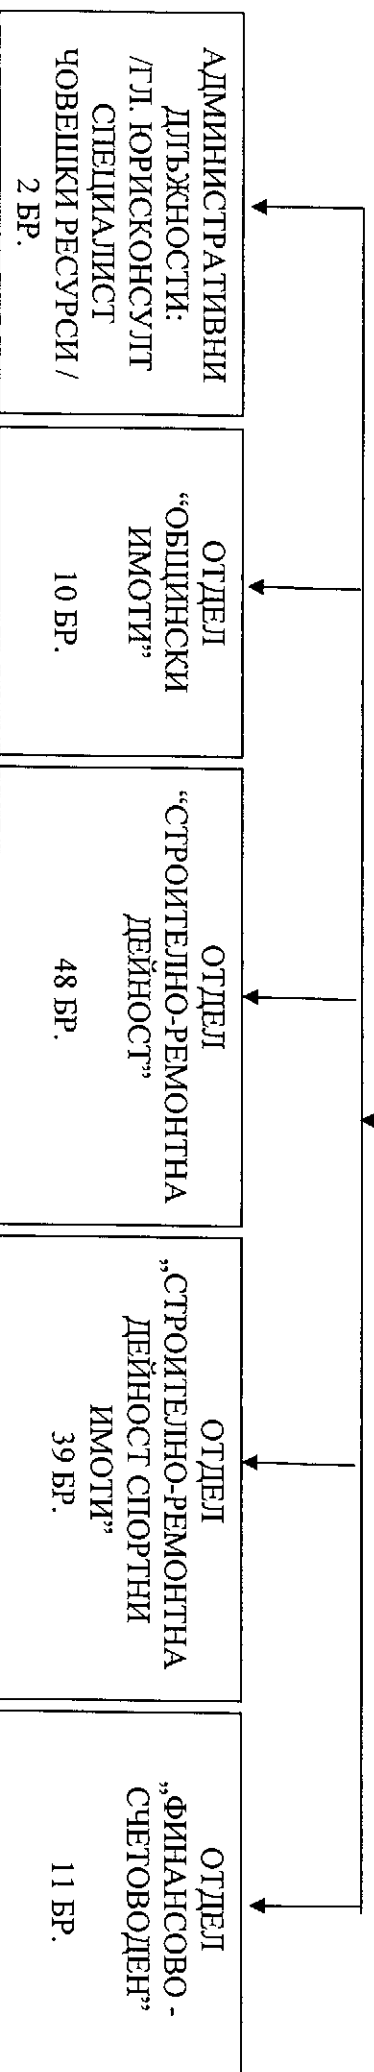 АДМИНИСТРАТИВНИ
ДЛЪЖНОСТИ:
/ГЛ. ЮРИСКОНСУЛТ
СПЕЦИАЛИСТ
ЧОВЕШКИ РЕСУРСИ /
2 БР.
ОТДЕЛ
“ОБЩИНСКИ
ИМОТИ”
10 БР.
ОТДЕЛ
“СТРОИТЕЛНО-РЕМОНТНА
ДЕЙНОСТ”
48 БР.
ОТДЕЛ
„СТРОИТЕЛНО-РЕМОНТНА
ДЕЙНОСТ СПОРТНИ
ИМОТИ”
39 БР.
ОТДЕЛ
„ФИНАНСОВО -
СЧЕТОВОДЕН”
11 БР.